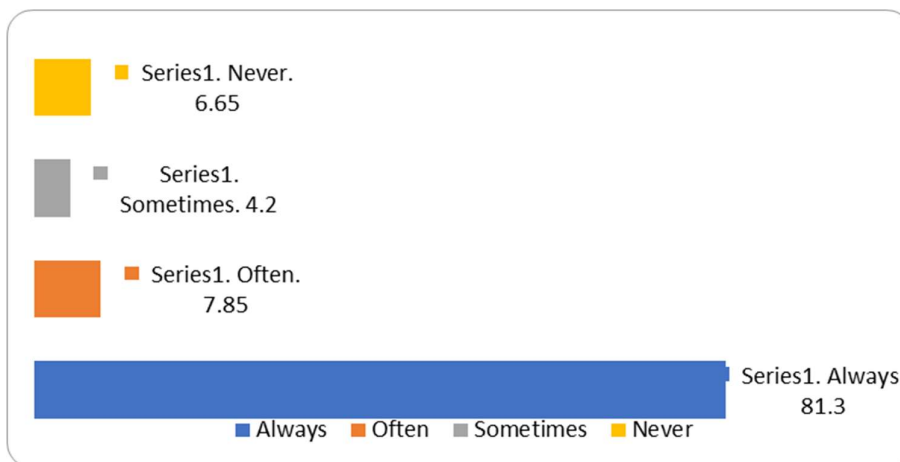 Series1. Never.
6.65
Series1.
Sometimes. 4.2
Series1. Often.
7.85
Series1. Always
81.3
Always Often Sometimes Never